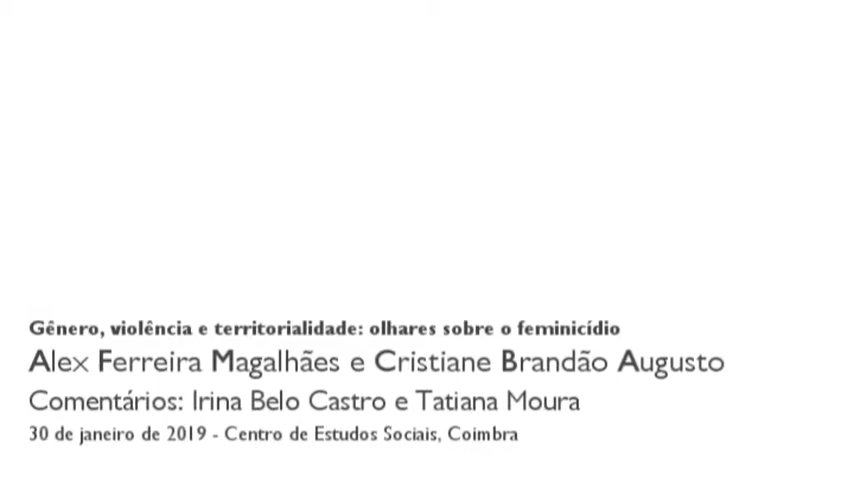 Gênero, violência e territorialidade: olhares sobre o feminicídio
Alex Ferreira Magalhães e Cristiane Brandão Augusto
Comentários: Irina Belo Castro e Tatiana Moura
30 de janeiro de 2019 - Centro de Estudos Sociais, Coimbra